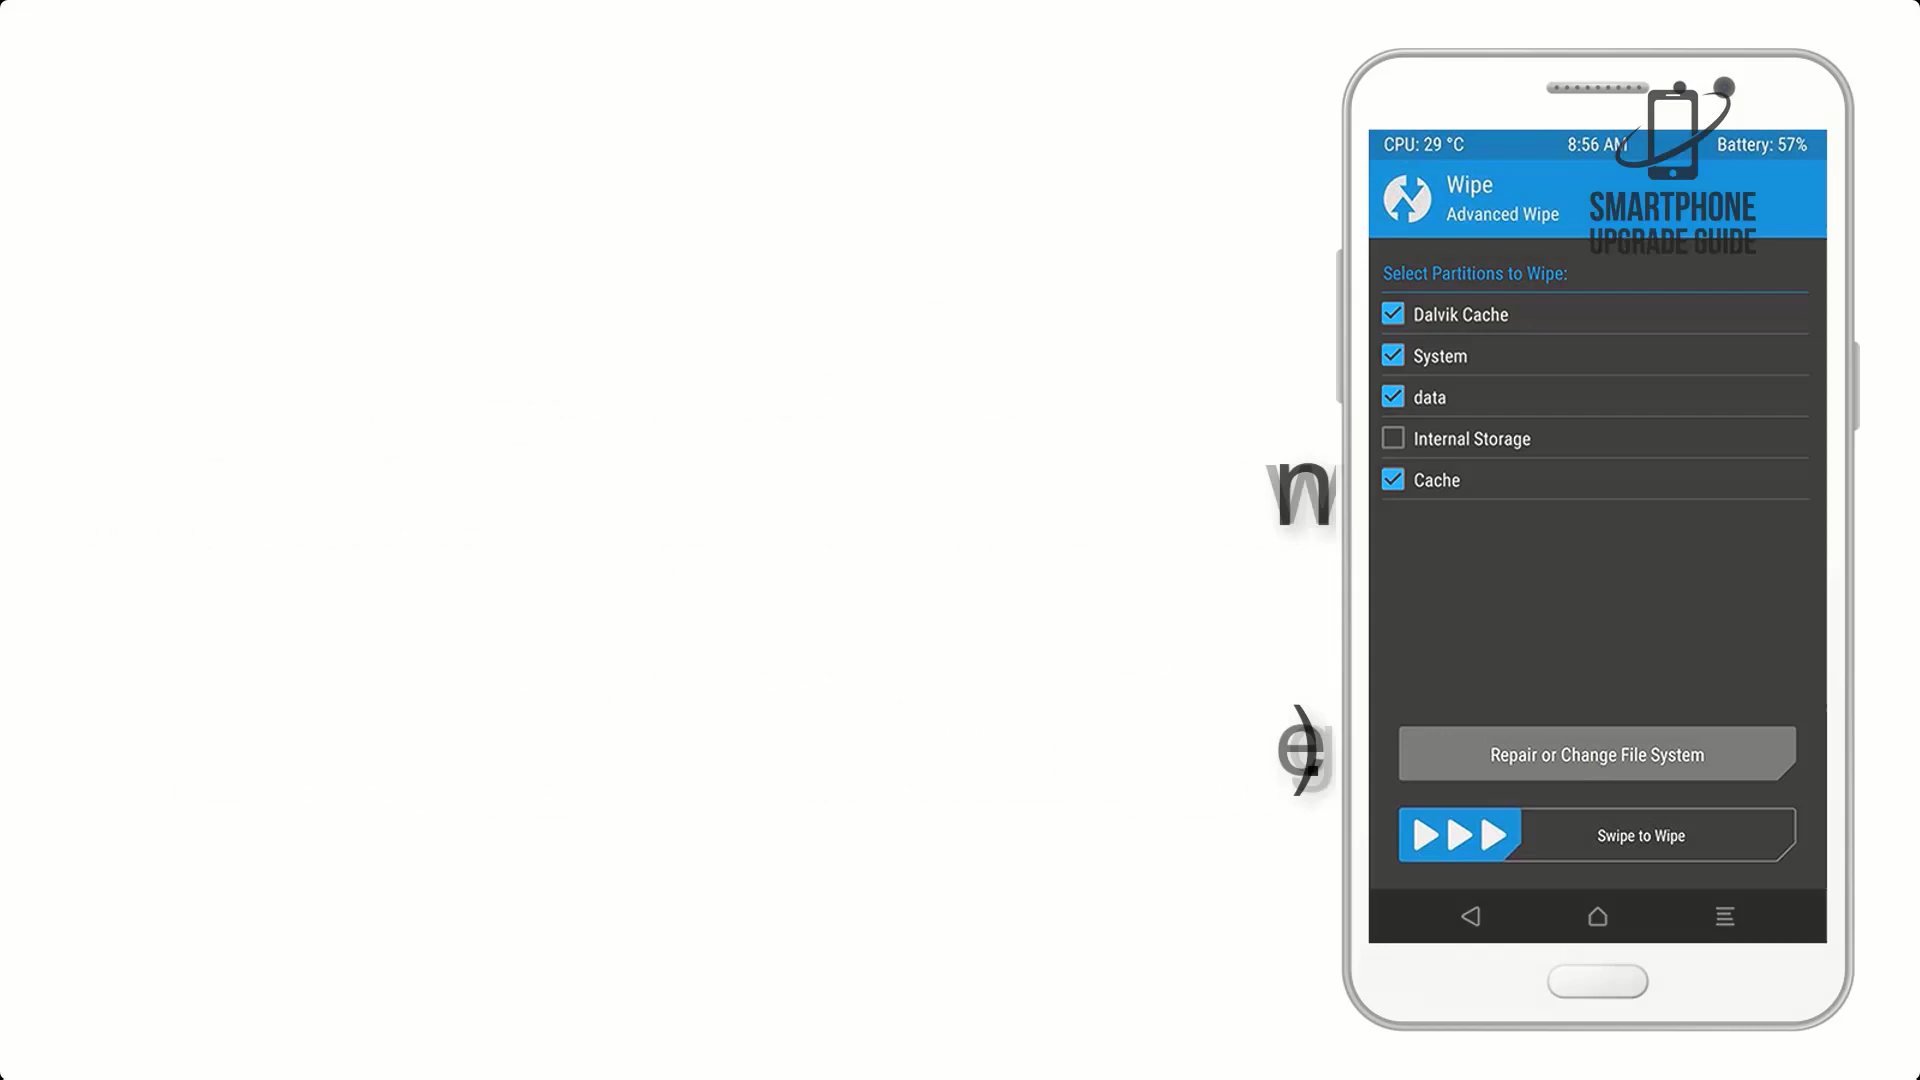 CPU: 29 °C 8:56 AM Battery: 57%
Wipe
Advanced Wipe
SMARTPHONE
UPGRADE GUIDE
Select Partitions to Wipe:
Dalvik Cache
System
data
Internal Storage
Cache
Repair or Change File System
Swipe to Wipe